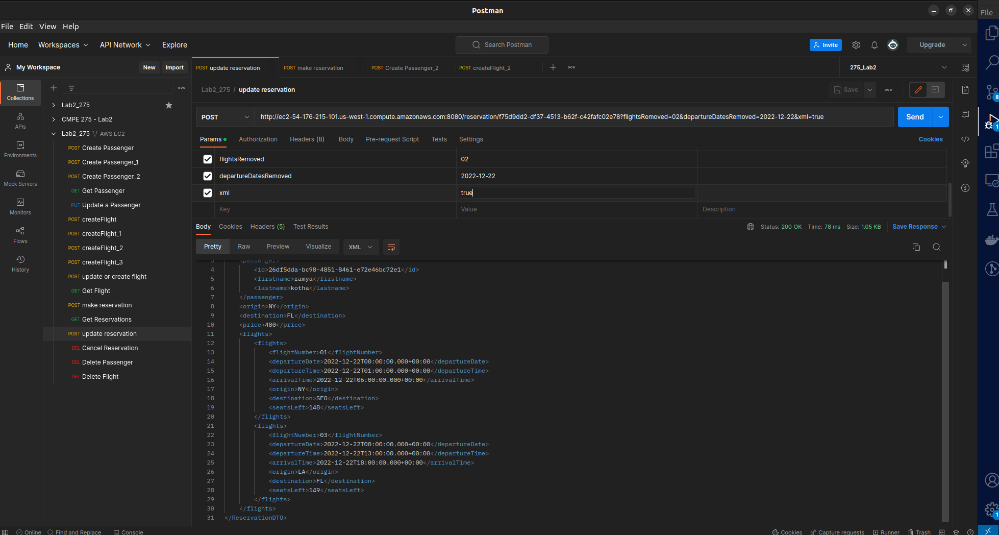 Postman
File
File Edit View Help
Home Workspaces API Network Explore Search Postman Invite Upgrade
My Workspace New Import POST update reservation POST make reservation POST Create Passenger_2 POST createFlight_2 275_Lab2
Collections
APIs
Environments
Mock Servers
Monitors
Flows
History
Lab2_275
CMPE 275 - Lab2
Lab2_275 AWS EC2
POST Create Passenger
POST Create Passenger_1
POST Create Passenger_2
GET Get Passenger
PUT Update a Passenger
POST createFlight
POST createFlight_1
POST createFlight_2
POST createFlight_3
POST update or create flight
GET Get Flight
POST make reservation
GET Get Reservations
POST update reservation
DEL Cancel Reservation
DEL Delete Passenger
DEL Delete Flight
Lab2_275 / update reservation Save
POST http://ec2-54-176-215-101.us-west-1.compute.amazonaws.com:8080/reservation/f75d9dd2-df37-4513-b62f-c42fafc02e78?flightsRemoved=02&departureDatesRemoved=2022-12-22&xml=true Send
Params Authorization Headers (8) Body Pre-request Script Tests Settings Cookies
flightsRemoved 02
departureDatesRemoved 2022-12-22
xml true
Key Value Description
Body Cookies Headers (5) Test Results Status: 200 OK Time: 78 ms Size: 1.05 KB Save Response
Pretty Raw Preview Visualize XML
3 <passenger>
4 <id>26df5dda-bc98-4851-8461-e72e46bc72e1</id>
5 <firstname>ramya</firstname>
6 <lastname>kotha</lastname>
7 </passenger>
8 <origin>NY</origin>
9 <destination>FL</destination>
10 <price>480</price>
11 <flights>
12 <flights>
13 <flightNumber>01</flightNumber>
14 <departureDate>2022-12-22T00:00:00.000+00:00</departureDate>
15 <departureTime>2022-12-22T01:00:00.000+00:00</departureTime>
16 <arrivalTime>2022-12-22T06:00:00.000+00:00</arrivalTime>
17 <origin>NY</origin>
18 <destination>SFO</destination>
19 <seatsLeft>148</seatsLeft>
20 </flights>
21 <flights>
22 <flightNumber>03</flightNumber>
23 <departureDate>2022-12-22T00:00:00.000+00:00</departureDate>
24 <departureTime>2022-12-22T13:00:00.000+00:00</departureTime>
25 <arrivalTime>2022-12-22T18:00:00.000+00:00</arrivalTime>
26 <origin>LA</origin>
27 <destination>FL</destination>
28 <seatsLeft>149</seatsLeft>
29 </flights>
30 </flights>
31 </ReservationDTO>
8
1
1
Online Find and Replace Console Cookies Capture requests Runner Trash